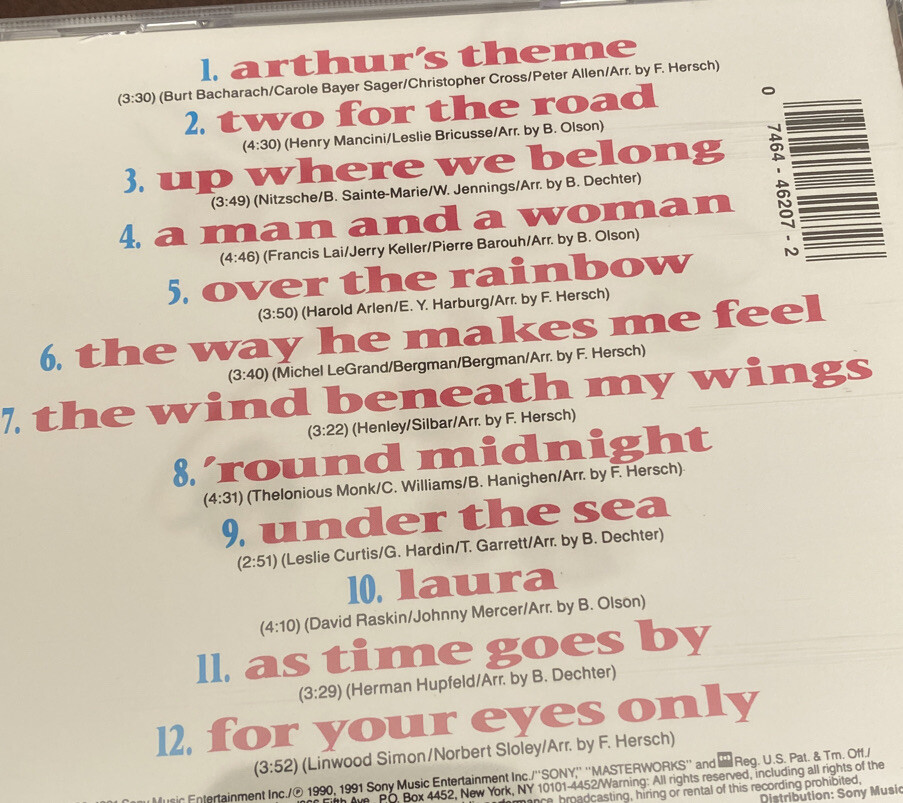 1. arthur's theme
(3:30) (Burt Bacharach/Carole Bayer Sager/Christopher Cross/Peter Allen/Arr. by F. Hersch)
2. two for the road
(4:30) (Henry Mancini/Leslie Bricusse/Arr. by B. Olson)
3. up where we belong
(3:49) (Nitzsche/B. Sainte-Marie/W. Jennings/Arr. by B. Dechter)
4. a man and a woman
(4:46) (Francis Lai/Jerry Keller/Pierre Barouh/Arr. by B. Olson)
5. over the rainbow
(3:50) (Harold Arlen/E. Y. Harburg/Arr. by F. Hersch)
6. the way he makes me feel
(3:40) (Michel LeGrand/Bergman/Bergman/Arr. by F. Hersch)
7. the wind beneath my wings
(3:22) (Henley/Silbar/Arr. by F. Hersch)
8. 'round midnight
(4:31) (Thelonious Monk/C. Williams/B. Hanighen/Arr. by F. Hersch)
9. under the sea
(2:51) (Leslie Curtis/G. Hardin/T. Garrett/Arr. by B. Dechter)
10. laura
(4:10) (David Raskin/Johnny Mercer/Arr. by B. Olson)
11. as time goes by
(3:29) (Herman Hupfeld/Arr. by B. Dechter)
12. for your eyes only
(3:52) (Linwood Simon/Norbert Sloley/Arr. by F. Hersch)
0 7464 - 46207 - 2
Music Entertainment Inc./℗ 1990, 1991 Sony Music Entertainment Inc./"SONY," "MASTERWORKS" and Reg. U.S. Pat. & Tm. Off./
Fifth Ave., P.O. Box 4452, New York, NY 10101-4452/Warning: All rights reserved, including all rights of the
broadcasting, hiring or rental of this recording prohibited,
Distribution: Sony Music